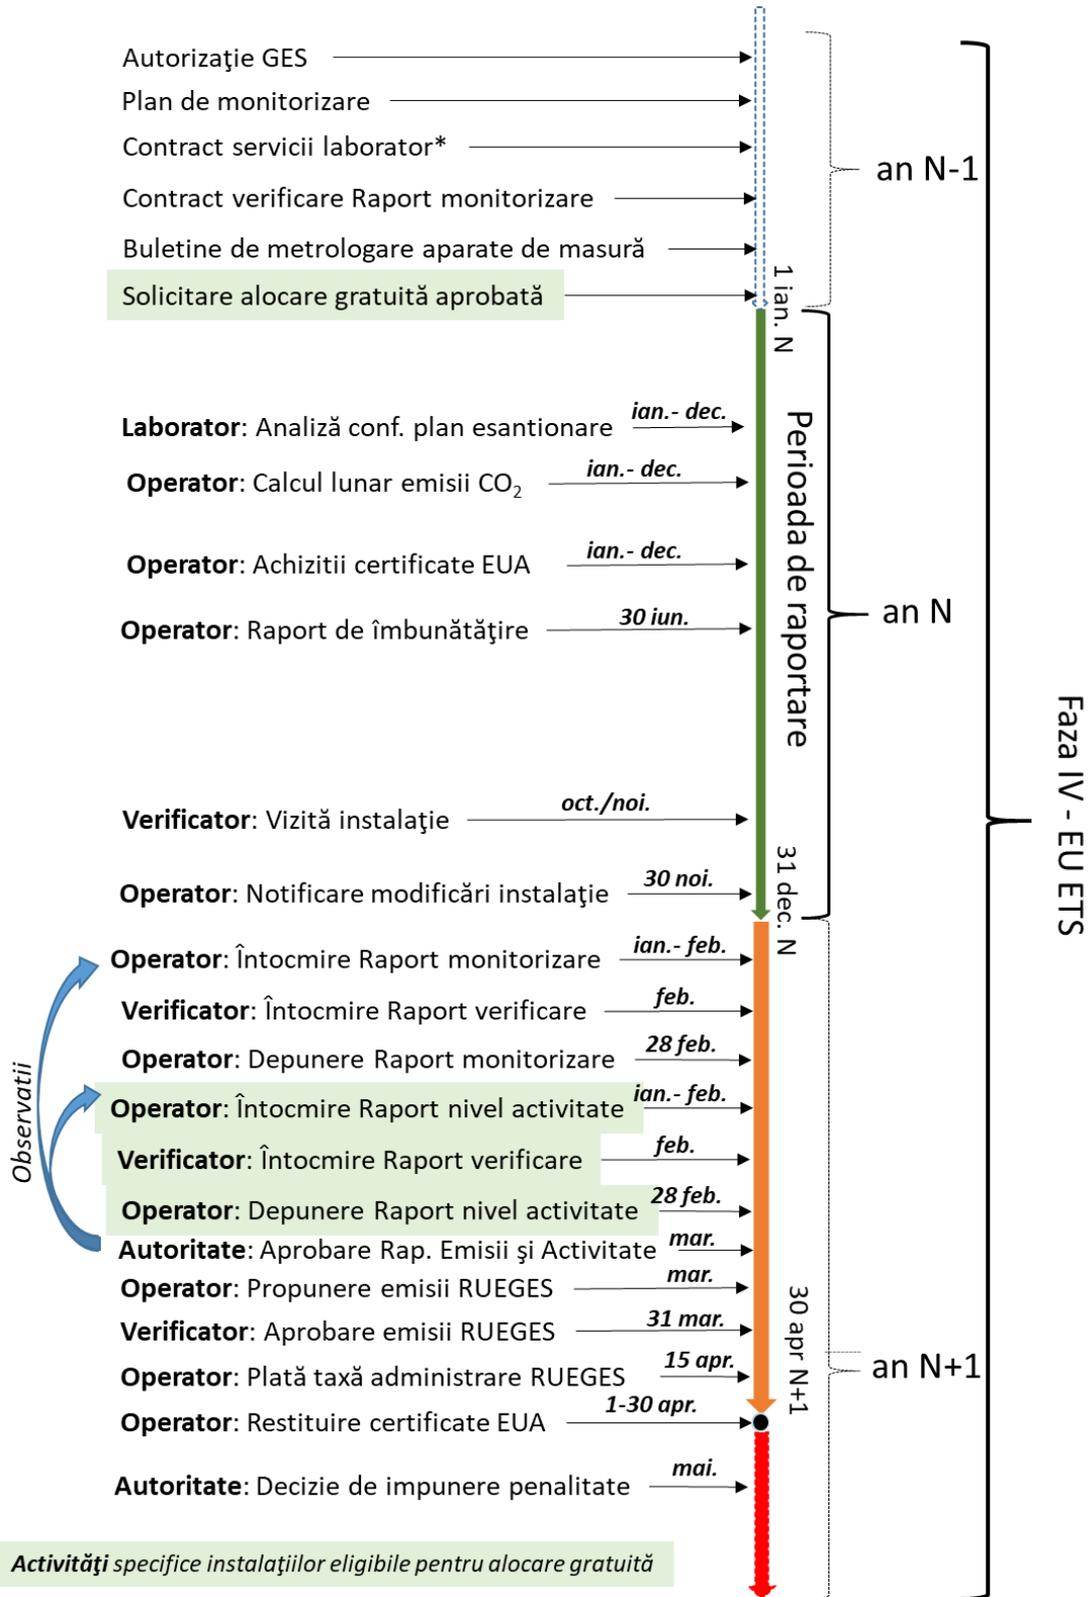 Autorizaţie GES
Plan de monitorizare
Contract servicii laborator*
an N-1
Contract verificare Raport monitorizare
Buletine de metrologare aparate de masură
Solicitare alocare gratuită aprobată
1 ian. N
Laborator: Analiză conf. plan esantionare ian.- dec.
Operator: Calcul lunar emisii CO2 ian.- dec.
Operator: Achizitii certificate EUA ian.- dec.
Operator: Raport de îmbunătăţire 30 iun.
Perioada de raportare
an N
Faza IV - EU ETS
Verificator: Vizită instalaţie oct./noi.
Operator: Notificare modificări instalaţie 30 noi.
31 dec. N
Operator: Întocmire Raport monitorizare ian.- feb.
Verificator: Întocmire Raport verificare feb.
Operator: Depunere Raport monitorizare 28 feb.
Observatii
Operator: Întocmire Raport nivel activitate ian.- feb.
Verificator: Întocmire Raport verificare feb.
Operator: Depunere Raport nivel activitate 28 feb.
Autoritate: Aprobare Rap. Emisii şi Activitate mar.
Operator: Propunere emisii RUEGES mar.
Verificator: Aprobare emisii RUEGES 31 mar.
30 apr N+1
an N+1
Operator: Plată taxă administrare RUEGES 15 apr.
Operator: Restituire certificate EUA 1-30 apr.
Autoritate: Decizie de impunere penalitate mai.
Activităţi specifice instalaţiilor eligibile pentru alocare gratuită